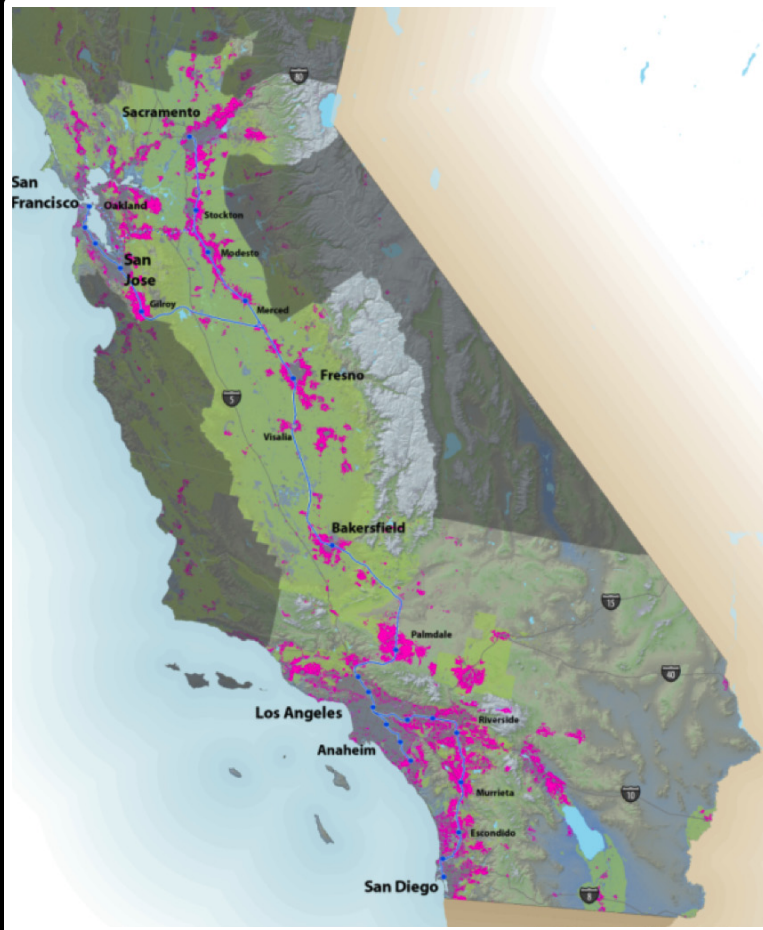 80
Sacramento
San
Francisco
Oakland
Stockton
Modesto
San
Jose
Gilroy
Merced
Fresno
5
Visalia
Bakersfield
15
Palmdale
40
Los Angeles
Riverside
Anaheim
Murrieta
10
Escondido
San Diego
8